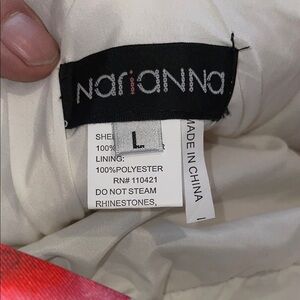 NariANNa
L
SHE
100%
LINING:
100%POLYESTER
RN# 110421
DO NOT STEAM
RHINESTONES,
MADE IN CHINA